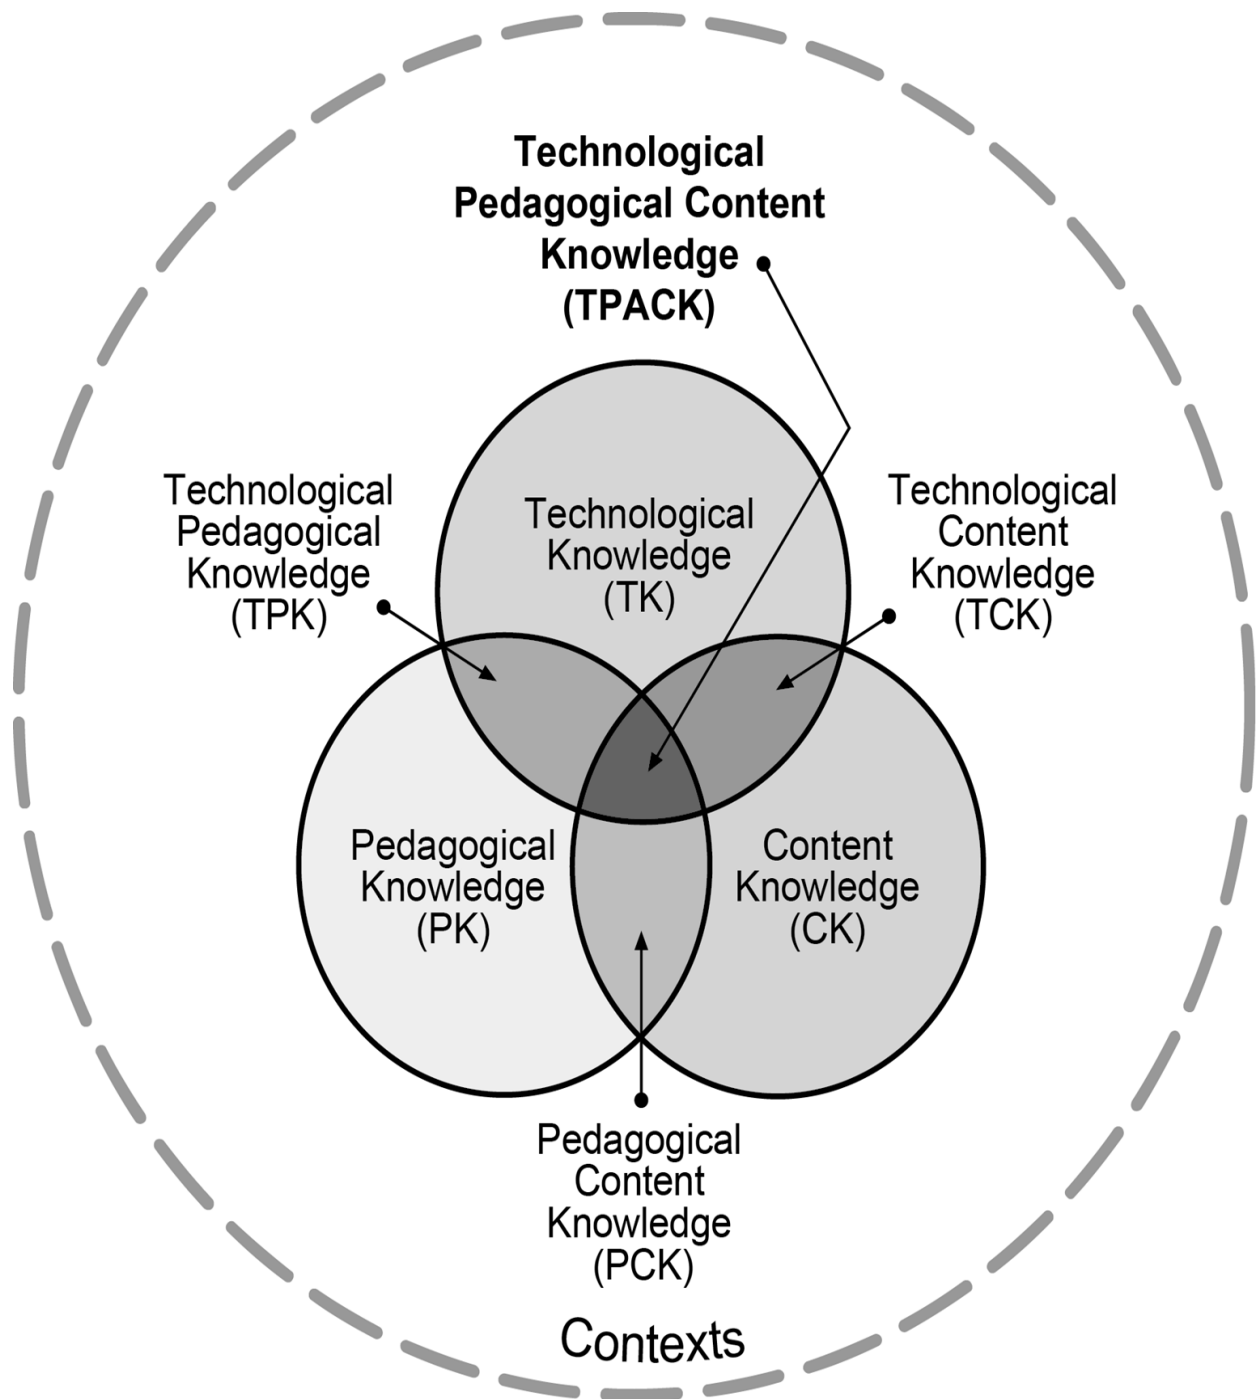 Technological
Pedagogical Content
Knowledge
(TPACK)
Technological
Pedagogical
Knowledge
(TPK)
Technological
Knowledge
(TK)
Technological
Content
Knowledge
(TCK)
Pedagogical
Knowledge
(PK)
Content
Knowledge
(CK)
Pedagogical
Content
Knowledge
(PCK)
Contexts